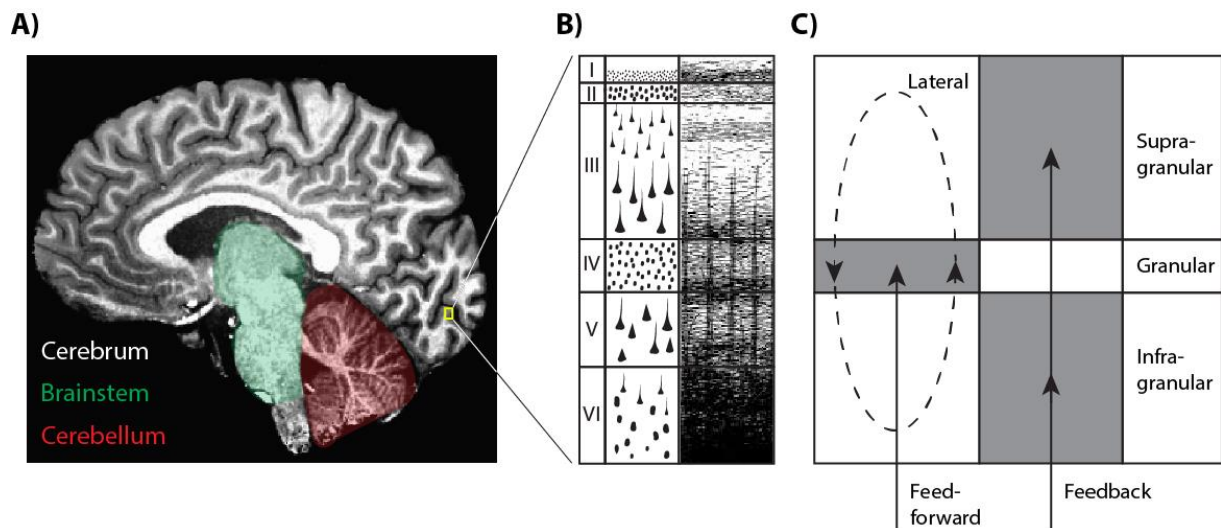 A)
Cerebrum
Brainstem
Cerebellum
B)
I
II
III
IV
V
VI
C)
Lateral
Supra-
granular
Granular
Infra-
granular
Feed-
forward
Feedback